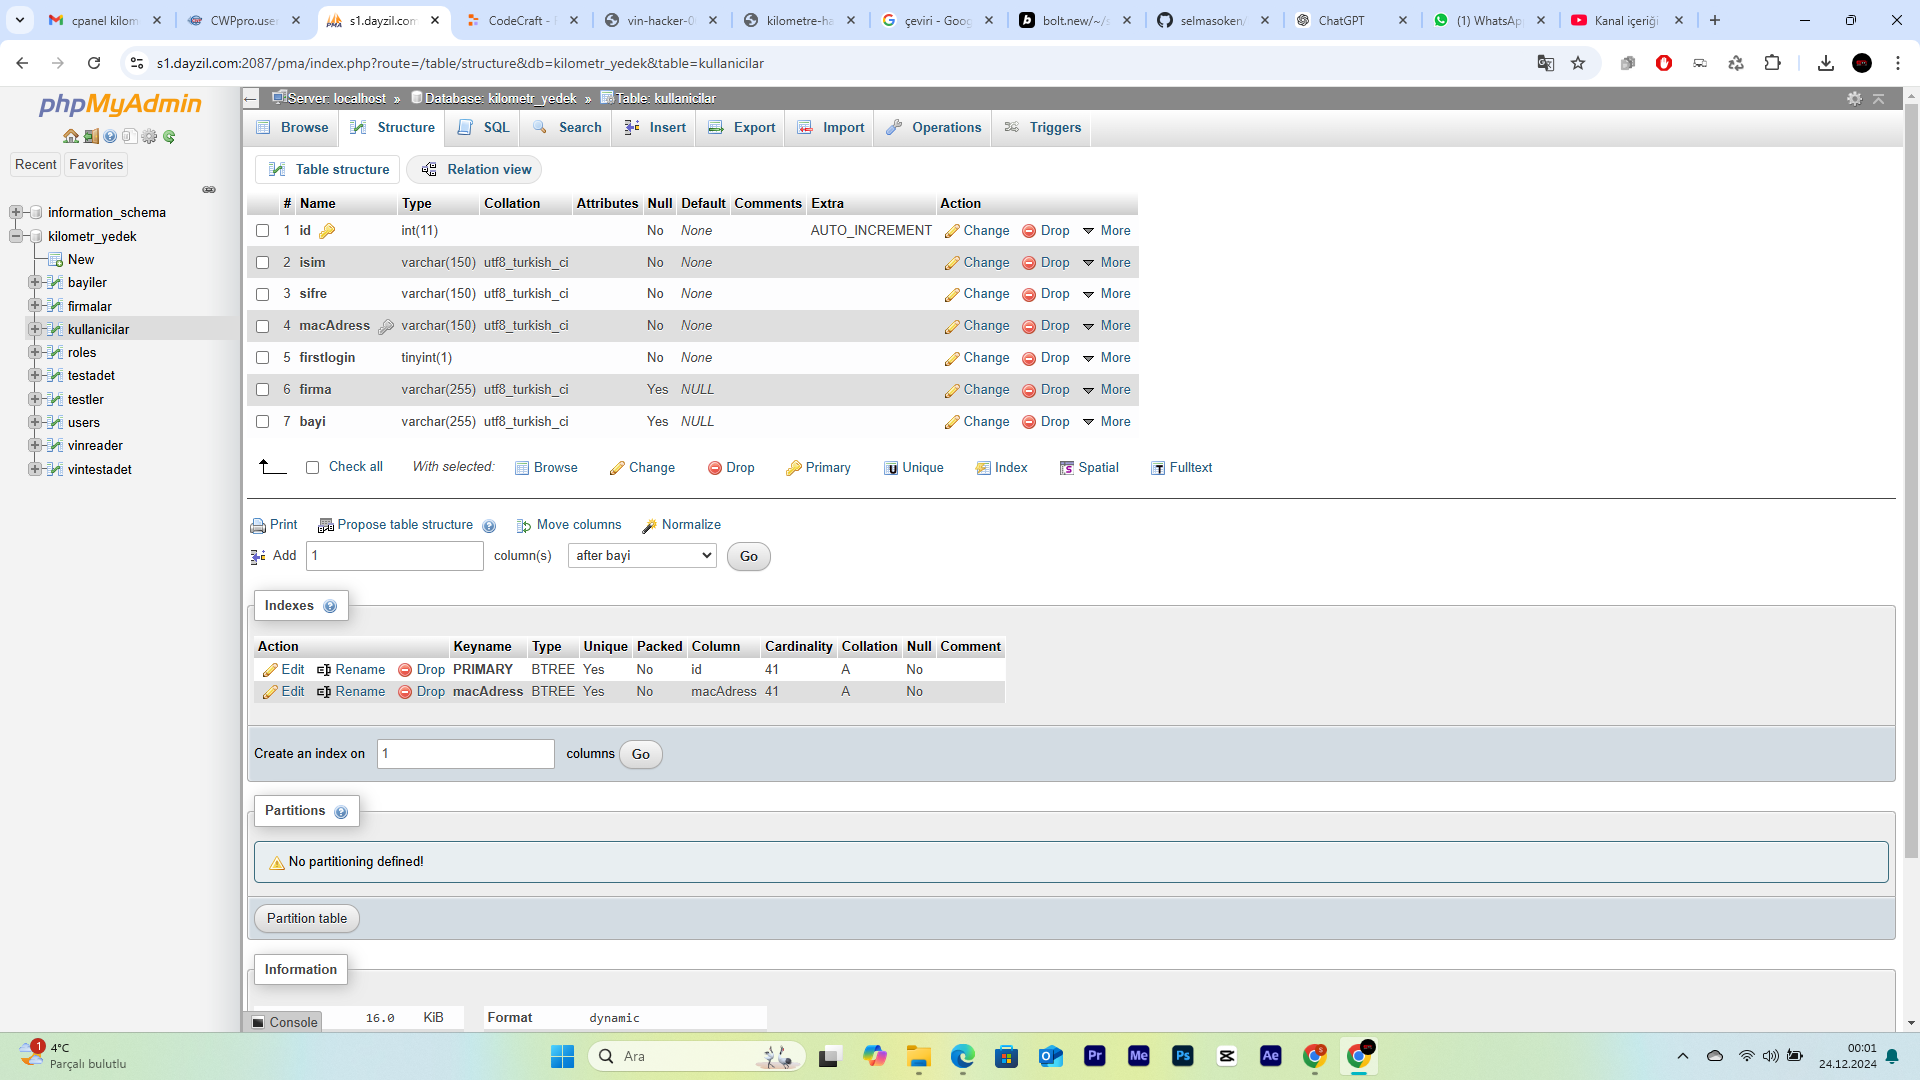 cpanel kilom
CWPpro.use
s1.dayzil.com
CodeCraft -
vin-hacker-0
kilometre-ha
çeviri - Goog
bolt.new/~/s
selmasoken/
ChatGPT
(1) WhatsAp
Kanal içeriği
s1.dayzil.com:2087/pma/index.php?route=/table/structure&db=kilometr_yedek&table=kullanicilar
phpMyAdmin
Recent Favorites
information_schema
kilometr_yedek
New
bayiler
firmalar
kullanicilar
roles
testadet
testler
users
vinreader
vintestadet
Server: localhost » Database: kilometr_yedek » Table: kullanicilar
Browse Structure SQL Search Insert Export Import Operations Triggers
Table structure Relation view
# Name Type Collation Attributes Null Default Comments Extra Action
1 id int(11) No None AUTO_INCREMENT Change Drop More
2 isim varchar(150) utf8_turkish_ci No None Change Drop More
3 sifre varchar(150) utf8_turkish_ci No None Change Drop More
4 macAdress varchar(150) utf8_turkish_ci No None Change Drop More
5 firstlogin tinyint(1) No None Change Drop More
6 firma varchar(255) utf8_turkish_ci Yes NULL Change Drop More
7 bayi varchar(255) utf8_turkish_ci Yes NULL Change Drop More
Check all With selected: Browse Change Drop Primary Unique Index Spatial Fulltext
Print Propose table structure Move columns Normalize
Add 1 column(s) after bayi Go
Indexes
Action Keyname Type Unique Packed Column Cardinality Collation Null Comment
Edit Rename Drop PRIMARY BTREE Yes No id 41 A No
Edit Rename Drop macAdress BTREE Yes No macAdress 41 A No
Create an index on 1 columns Go
Partitions
No partitioning defined!
Partition table
Information
16.0 KiB Format dynamic
Console
1
4°C
Parçalı bulutlu
Ara
Pr Me Ps Ae
00:01
24.12.2024